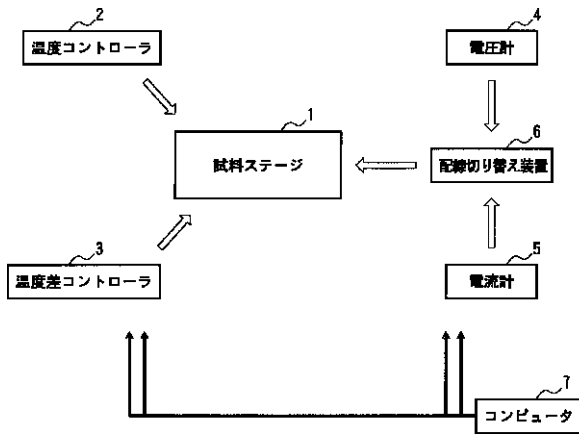 2
温度コントローラ
4
電圧計
1
試料ステージ
6
配線切り替え装置
3
温度差コントローラ
5
電流計
7
コンピュータ